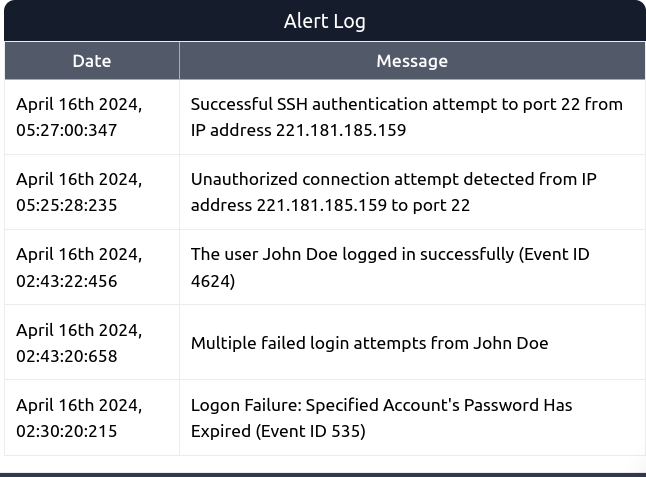 Alert Log
Date Message
April 16th 2024, Successful SSH authentication attempt to port 22 from
05:27:00:347 IP address 221.181.185.159
April 16th 2024, Unauthorized connection attempt detected from IP
05:25:28:235 address 221.181.185.159 to port 22
April 16th 2024, The user John Doe logged in successfully (Event ID
02:43:22:456 4624)
April 16th 2024,
02:43:20:658
Multiple failed login attempts from John Doe
April 16th 2024, Logon Failure: Specified Account's Password Has
02:30:20:215 Expired (Event ID 535)